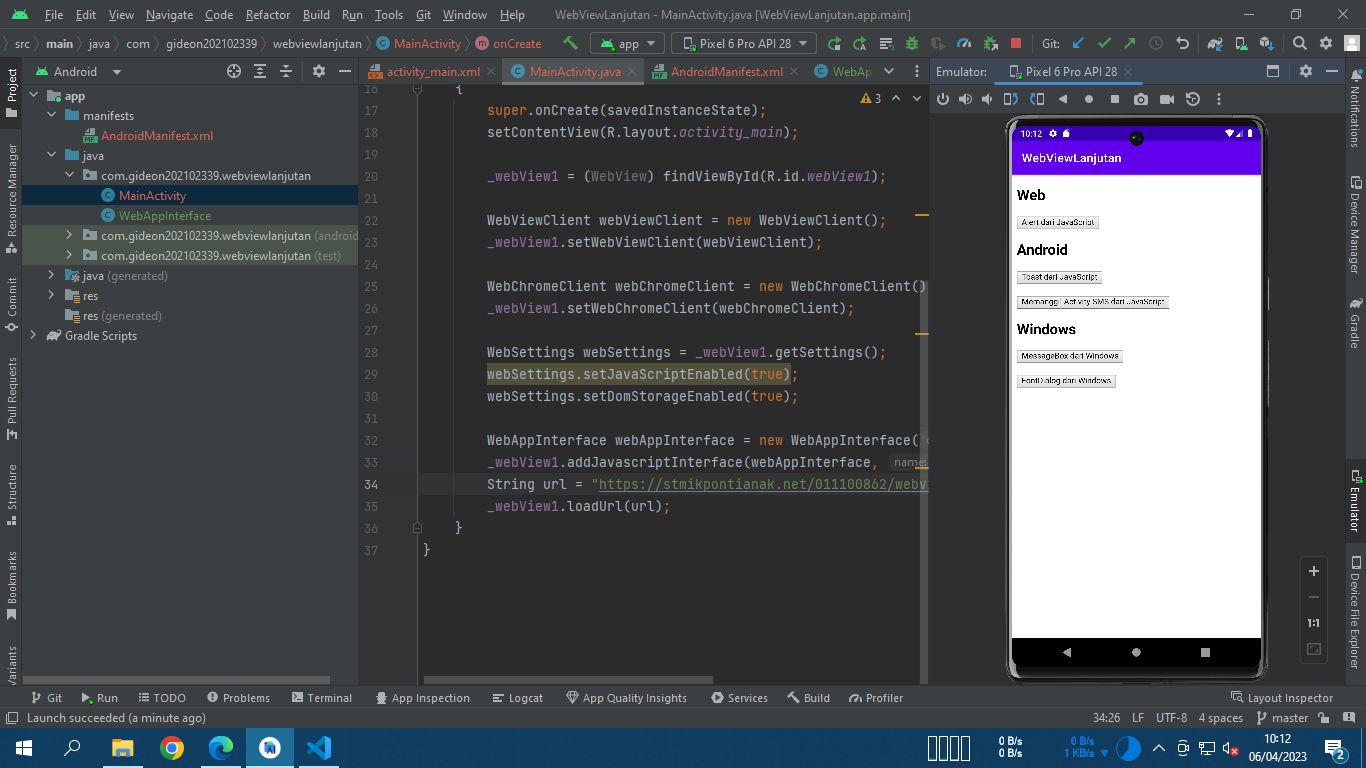 File Edit View Navigate Code Refactor Build Run Tools Git Window Help WebViewLanjutan - MainActivity.java [WebViewLanjutan.app.main]
src main java com gideon202102339 webviewlanjutan MainActivity onCreate app Pixel 6 Pro API 28 Git:
Project
Resource Manager
Commit
Pull Requests
Structure
Bookmarks
Variants
Android
app
manifests
AndroidManifest.xml
java
com.gideon202102339.webviewlanjutan
MainActivity
WebAppInterface
com.gideon202102339.webviewlanjutan (android
com.gideon202102339.webviewlanjutan (test)
java (generated)
res
res (generated)
Gradle Scripts
activity_main.xml MainActivity.java AndroidManifest.xml WebAp
3
16 {
17 super.onCreate(savedInstanceState);
18 setContentView(R.layout.activity_main);
19
20 _webView1 = (WebView) findViewById(R.id.webView1);
21
22 WebViewClient webViewClient = new WebViewClient();
23 _webView1.setWebViewClient(webViewClient);
24
25 WebChromeClient webChromeClient = new WebChromeClient()
26 _webView1.setWebChromeClient(webChromeClient);
27
28 WebSettings webSettings = _webView1.getSettings();
29 webSettings.setJavaScriptEnabled(true);
30 webSettings.setDomStorageEnabled(true);
31
32 WebAppInterface webAppInterface = new WebAppInterface(
33 _webView1.addJavascriptInterface(webAppInterface, name:
34 String url = "https://stmikpontianak.net/011100862/webv
35 _webView1.loadUrl(url);
36 }
37 }
Emulator: Pixel 6 Pro API 28
10:12
WebViewLanjutan
Web
Alert dari JavaScript
Android
Toast dari JavaScript
Memanggil Activity SMS dari JavaScript
Windows
MessageBox dari Windows
FontDialog dari Windows
1:1
Notifications
Device Manager
Gradle
Emulator
Device File Explorer
Git Run TODO Problems Terminal App Inspection Logcat App Quality Insights Services Build Profiler Layout Inspector
Launch succeeded (a minute ago) 34:26 LF UTF-8 4 spaces master
0 B/s 0 B/s 10:12
0 B/s 1 KB/s 06/04/2023 2